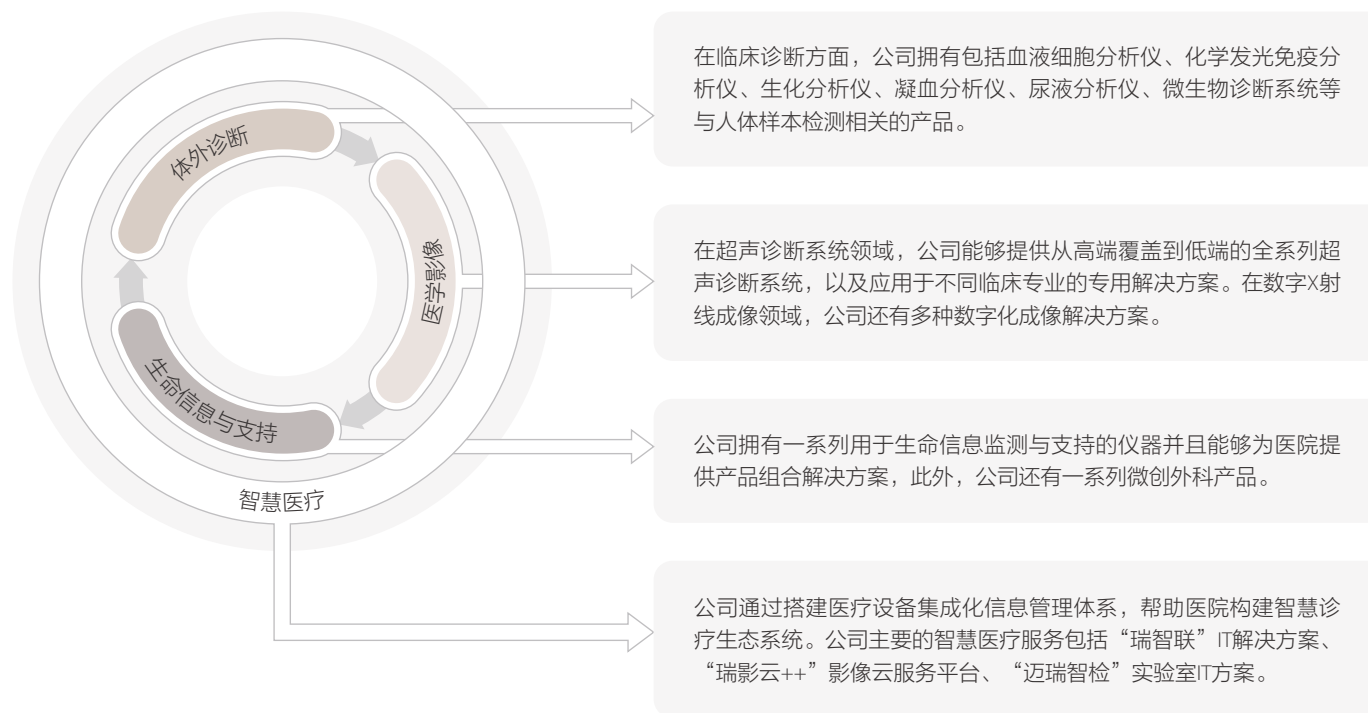 体外诊断
医学影像
生命信息与支持
智慧医疗
在临床诊断方面，公司拥有包括血液细胞分析仪、化学发光免疫分
析仪、生化分析仪、凝血分析仪、尿液分析仪、微生物诊断系统等
与人体样本检测相关的产品。
在超声诊断系统领域，公司能够提供从高端覆盖到低端的全系列超
声诊断系统，以及应用于不同临床专业的专用解决方案。在数字X射
线成像领域，公司还有多种数字化成像解决方案。
公司拥有一系列用于生命信息监测与支持的仪器并且能够为医院提
供产品组合解决方案，此外，公司还有一系列微创外科产品。
公司通过搭建医疗设备集成化信息管理体系，帮助医院构建智慧诊
疗生态系统。公司主要的智慧医疗服务包括“瑞智联”IT解决方案、
“瑞影云++”影像云服务平台、“迈瑞智检”实验室IT方案。